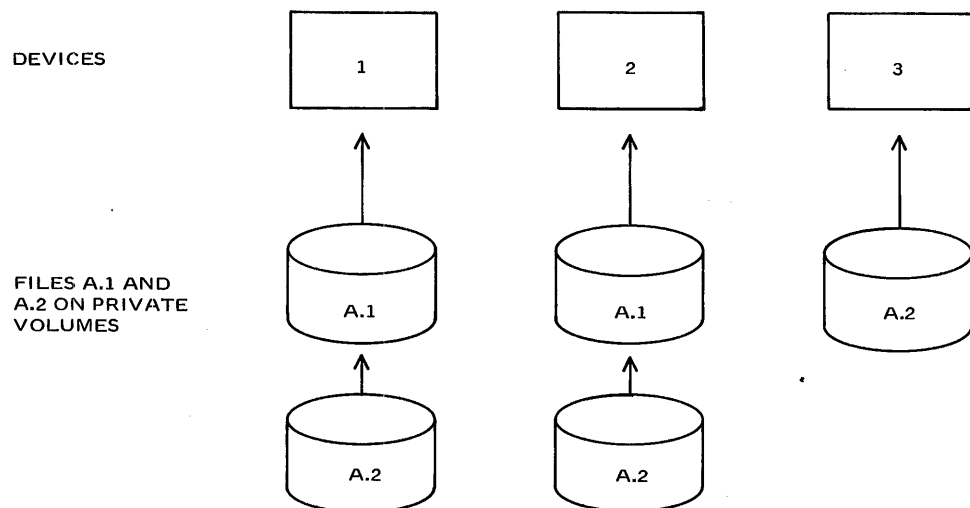 DEVICES
1
2
3
FILES A.1 AND
A.2 ON PRIVATE
VOLUMES
A.1
A.1
A.2
A.2
A.2